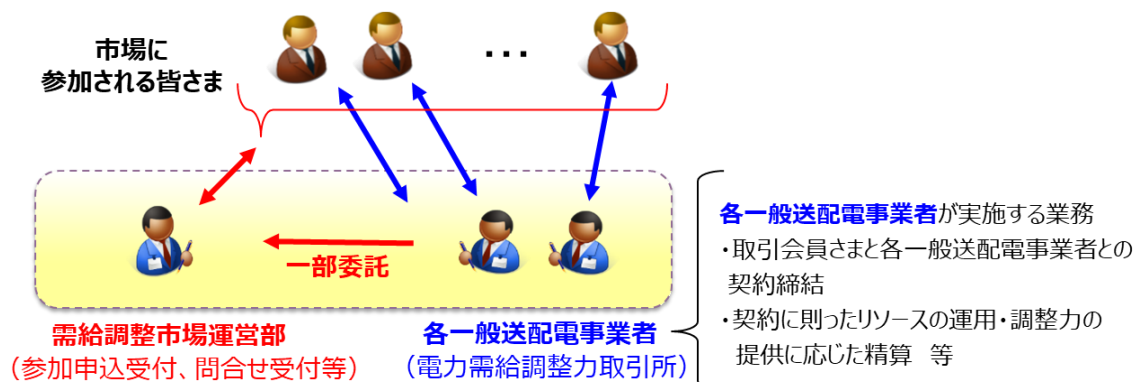 市場に
参加される皆さま
･･･
一部委託
需給調整市場運営部
（参加申込受付、問合せ受付等）
各一般送配電事業者
（電力需給調整力取引所）
各一般送配電事業者が実施する業務
・取引会員さまと各一般送配電事業者との
契約締結
・契約に則ったリソースの運用・調整力の
提供に応じた精算　等